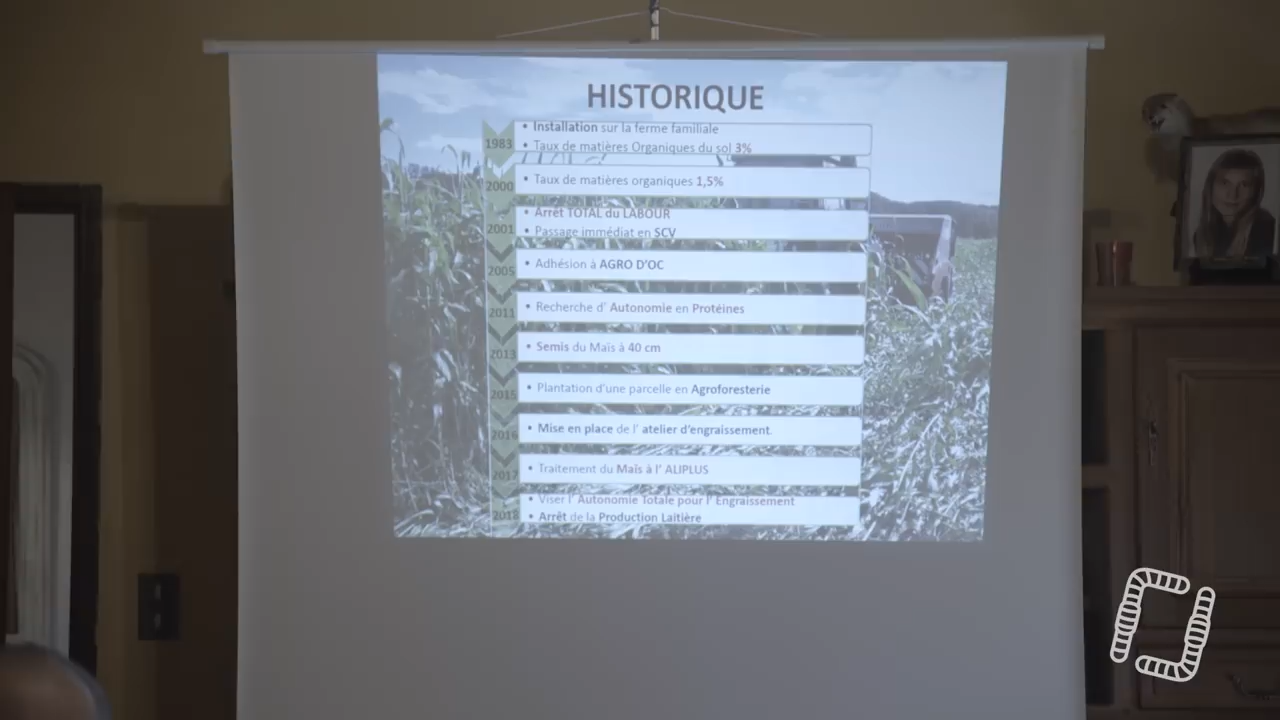 HISTORIQUE
1983
• Installation sur la ferme familiale
• Taux de matières Organiques du sol 3%
2000
• Taux de matières organiques 1,5%
2001
• Arrêt TOTAL du LABOUR
• Passage immédiat en SCV
2005
• Adhésion à AGRO D'OC
2011
• Recherche d' Autonomie en Protéines
2013
• Semis du Maïs à 40 cm
2015
• Plantation d'une parcelle en Agroforesterie
2016
• Mise en place de l' atelier d'engraissement.
2017
• Traitement du Maïs à l' ALIPLUS
2018
• Viser l' Autonomie Totale pour l' Engraissement
• Arrêt de la Production Laitière